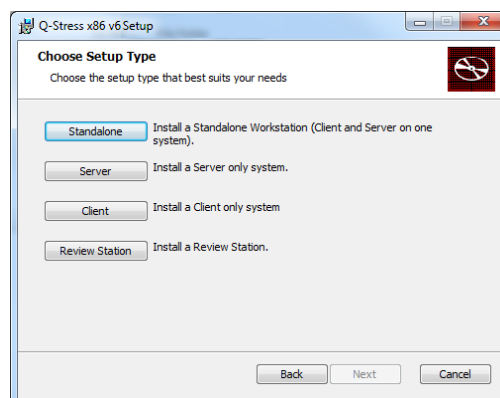 Q-Stress x86 v6 Setup
Choose Setup Type
Choose the setup type that best suits your needs
Standalone
Install a Standalone Workstation (Client and Server on one
system).
Server
Install a Server only system.
Client
Install a Client only system
Review Station
Install a Review Station.
Back
Next
Cancel